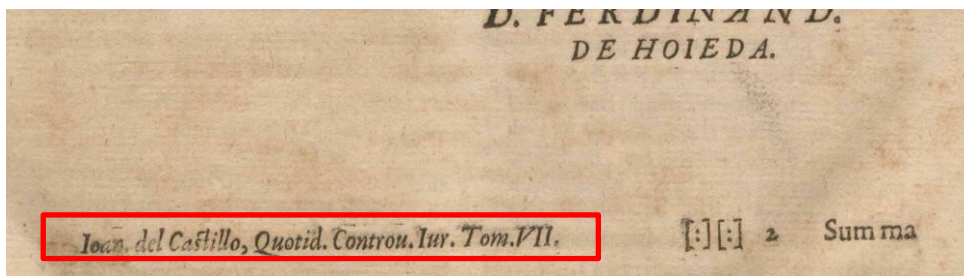 D. FERDINAND.
DE HOIEDA.
Ioan. del Castillo, Quotid. Controu. Iur. Tom. VII. [:] [:] 2 Summa